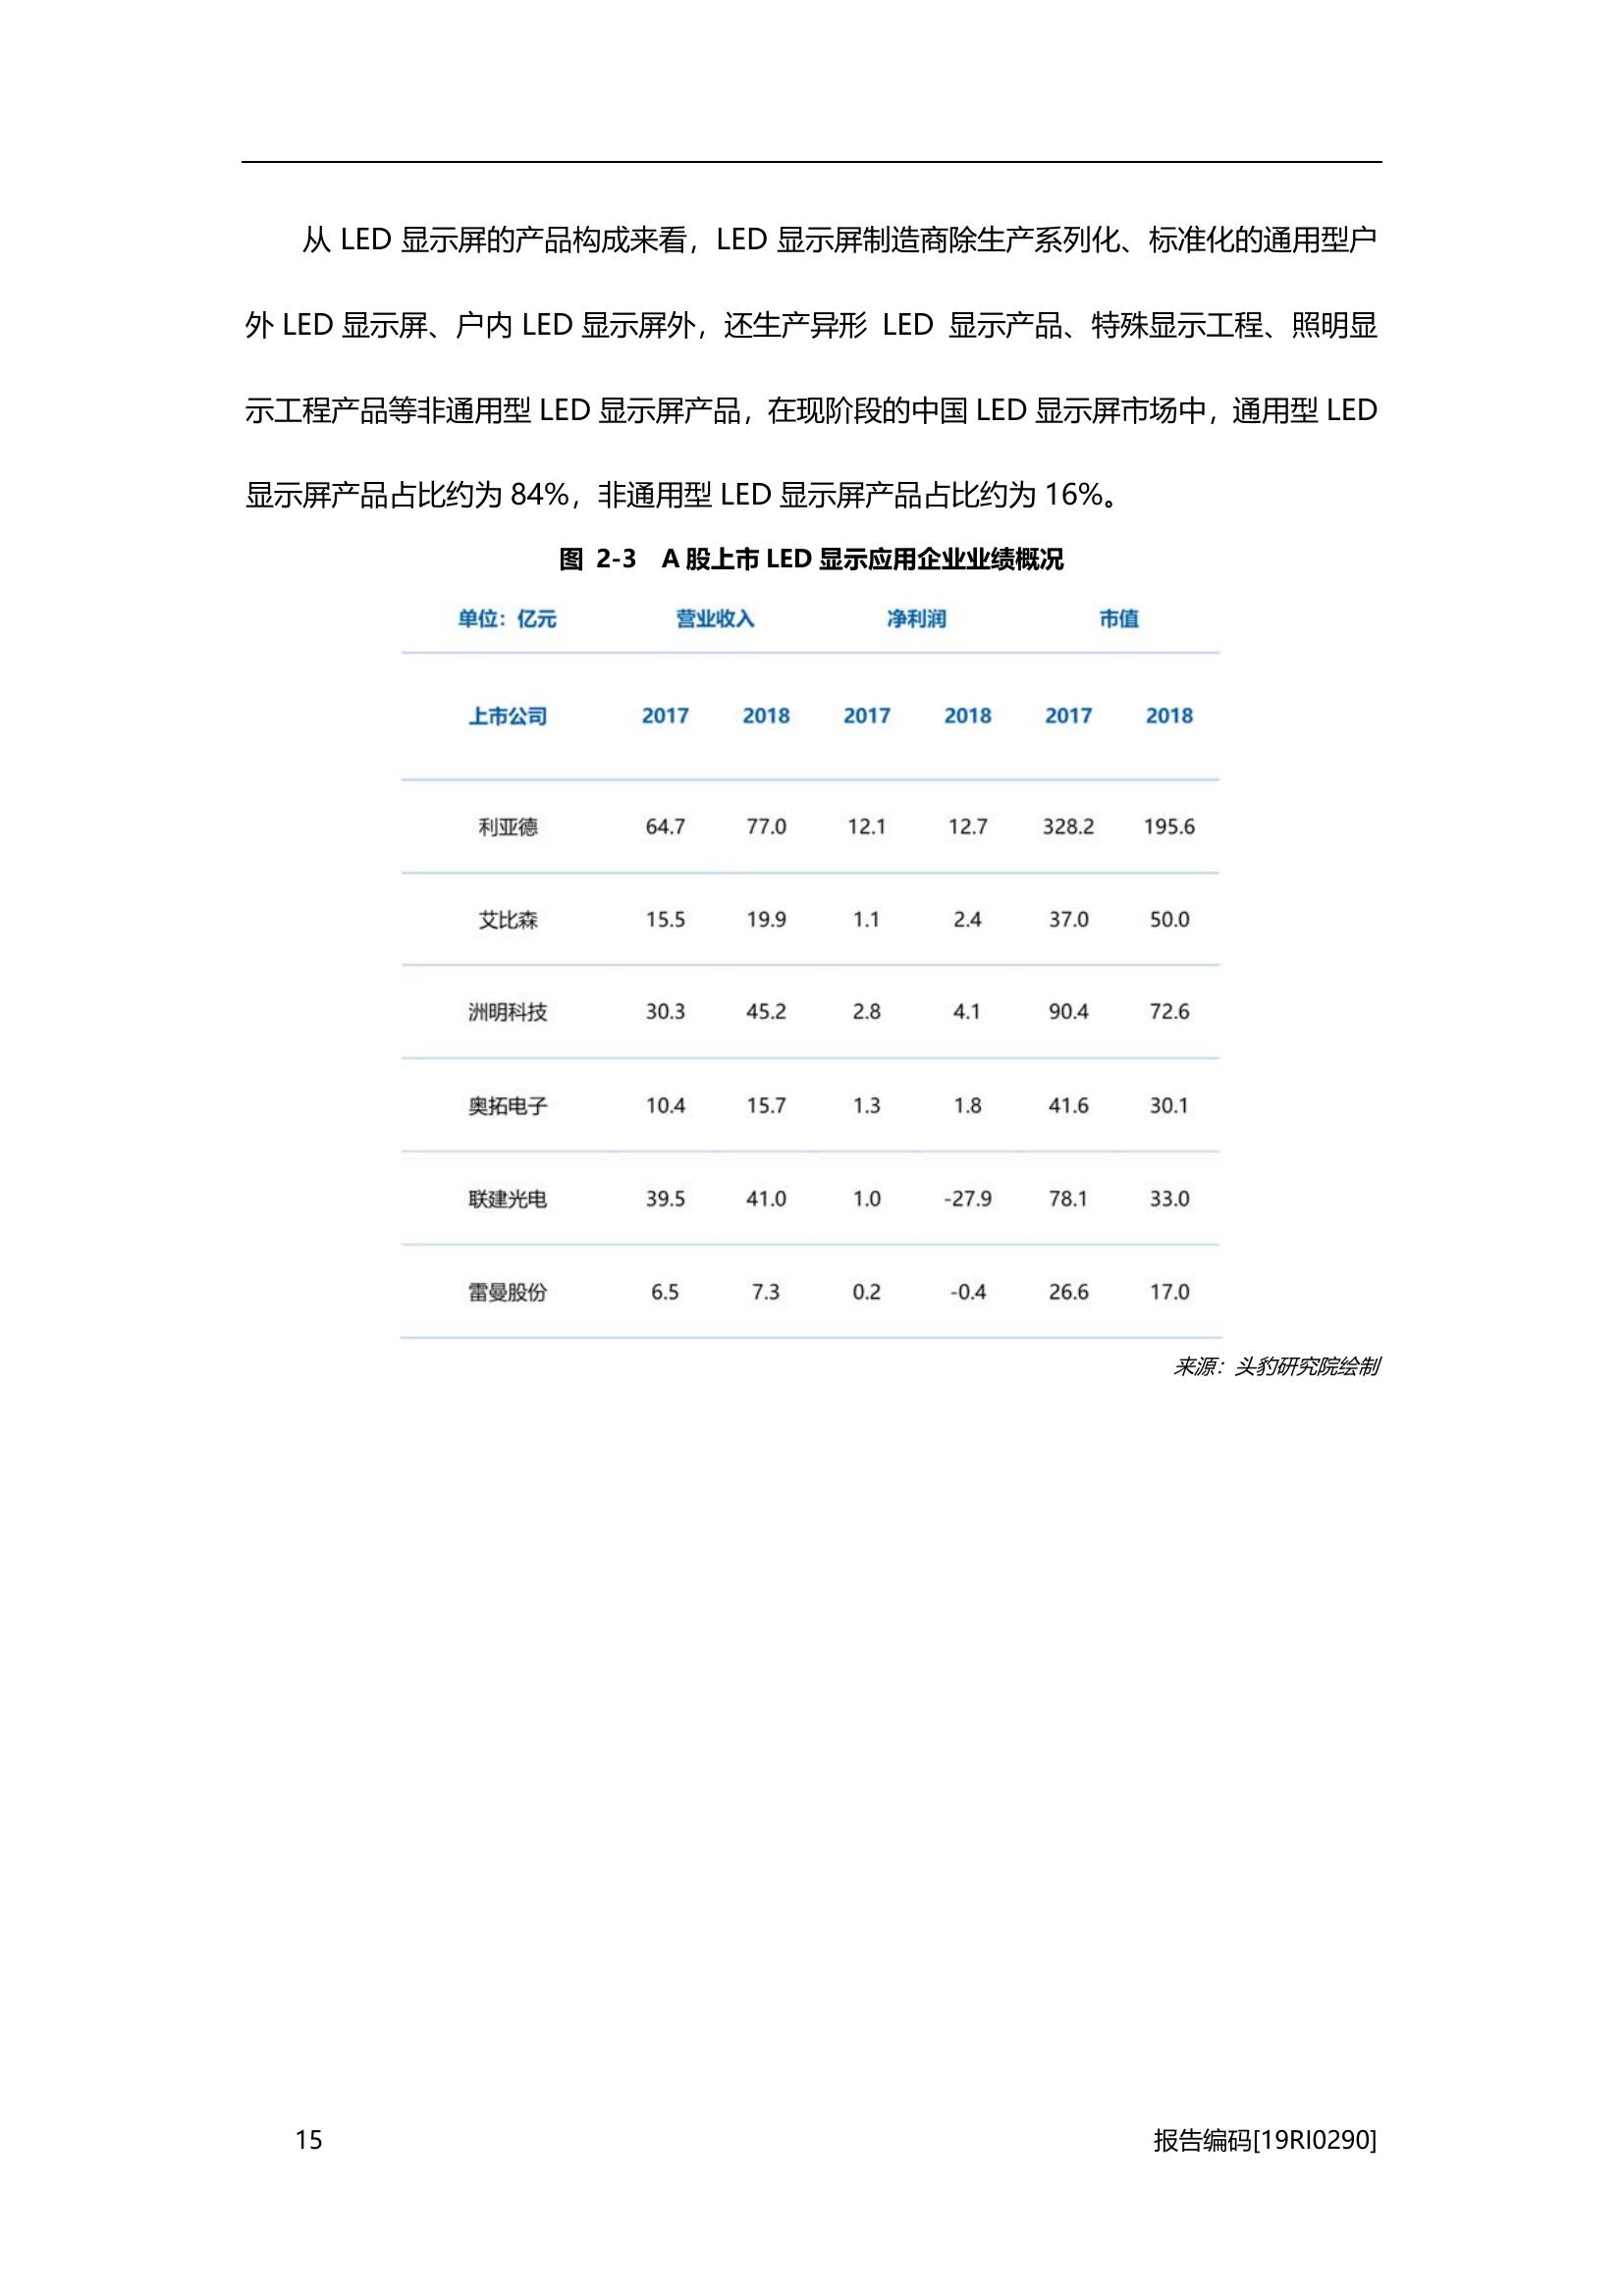 从 LED 显示屏的产品构成来看，LED 显示屏制造商除生产系列化、标准化的通用型户
外 LED 显示屏、户内 LED 显示屏外，还生产异形 LED 显示产品、特殊显示工程、照明显
示工程产品等非通用型 LED 显示屏产品，在现阶段的中国 LED 显示屏市场中，通用型 LED
显示屏产品占比约为 84%，非通用型 LED 显示屏产品占比约为 16%。
图 2-3 A 股上市 LED 显示应用企业业绩概况
单位：亿元 营业收入 净利润 市值
上市公司 2017 2018 2017 2018 2017 2018
利亚德 64.7 77.0 12.1 12.7 328.2 195.6
艾比森 15.5 19.9 1.1 2.4 37.0 50.0
洲明科技 30.3 45.2 2.8 4.1 90.4 72.6
奥拓电子 10.4 15.7 1.3 1.8 41.6 30.1
联建光电 39.5 41.0 1.0 -27.9 78.1 33.0
雷曼股份 6.5 7.3 0.2 -0.4 26.6 17.0
来源：头豹研究院绘制
15 报告编码[19RI0290]